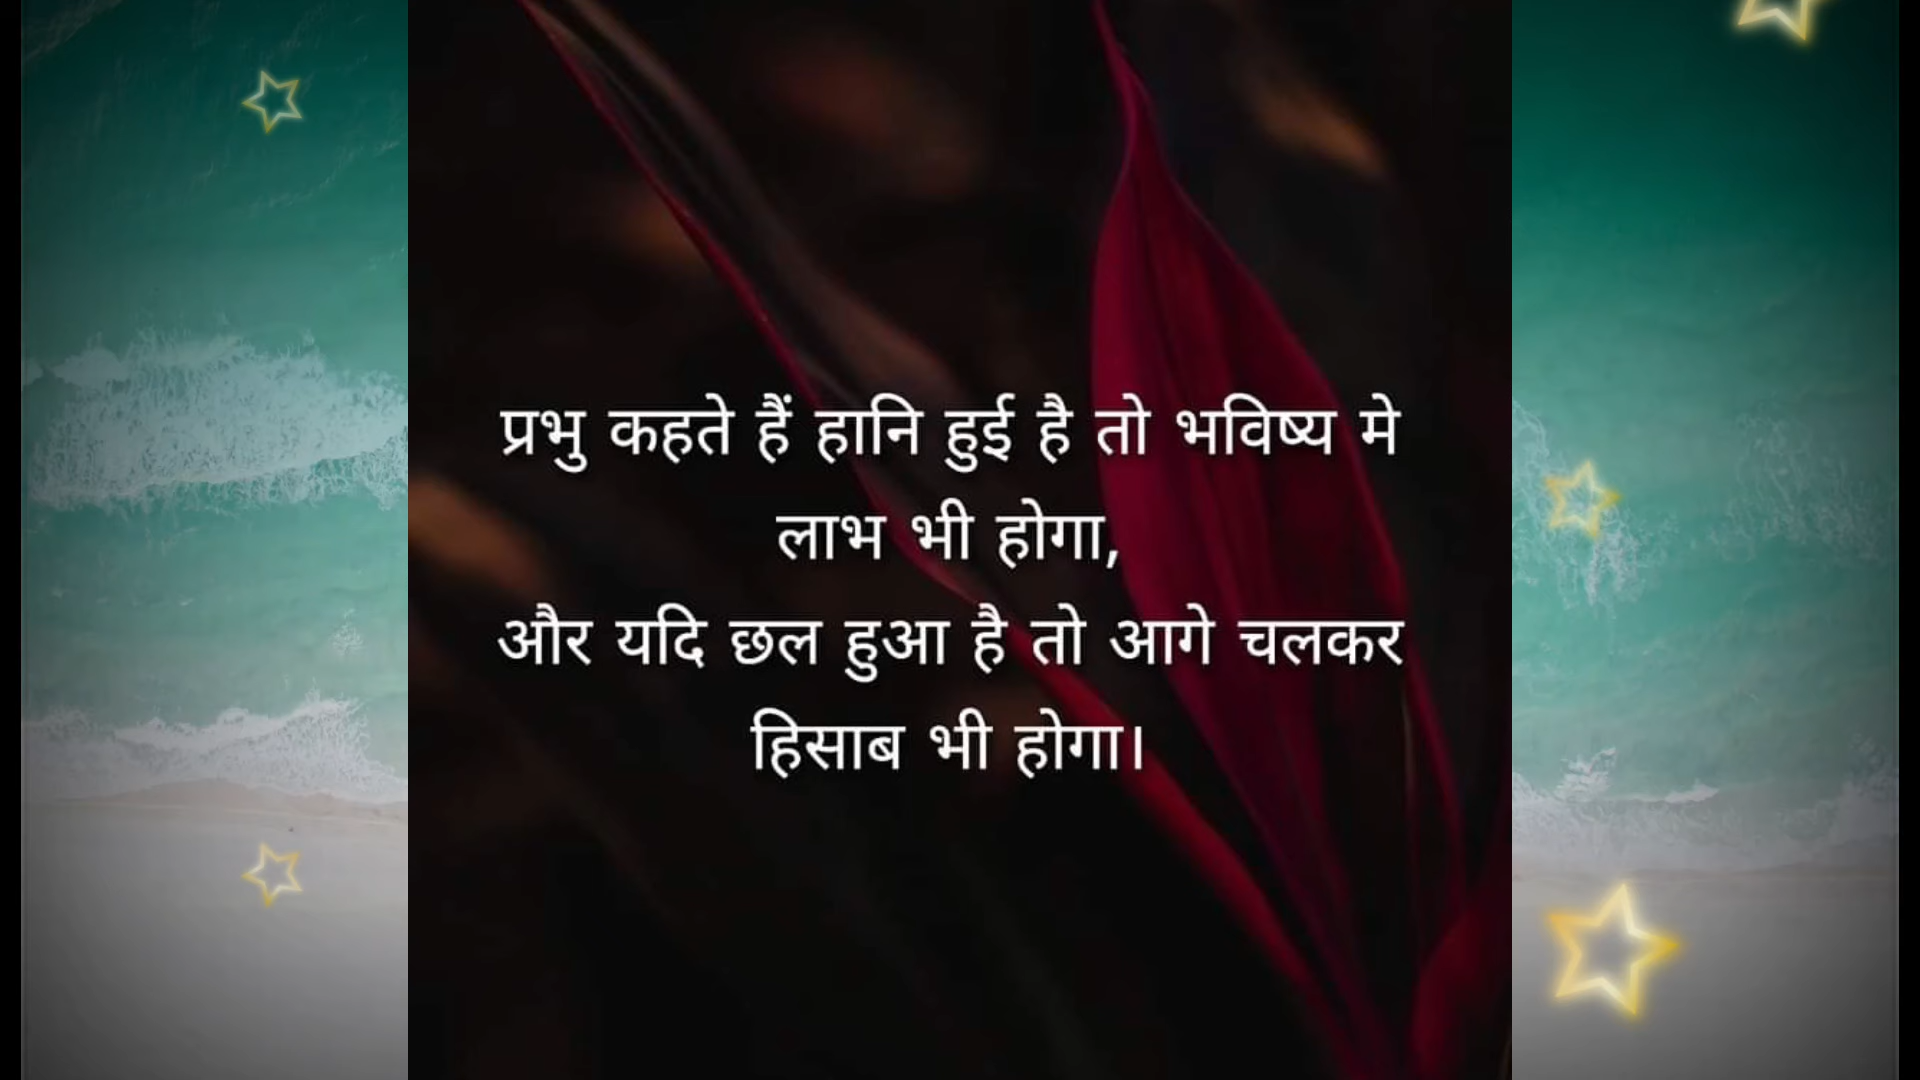 प्रभु कहते हैं हानि हुई है तो भविष्य मे
लाभ भी होगा,
और यदि छल हुआ है तो आगे चलकर
हिसाब भी होगा।